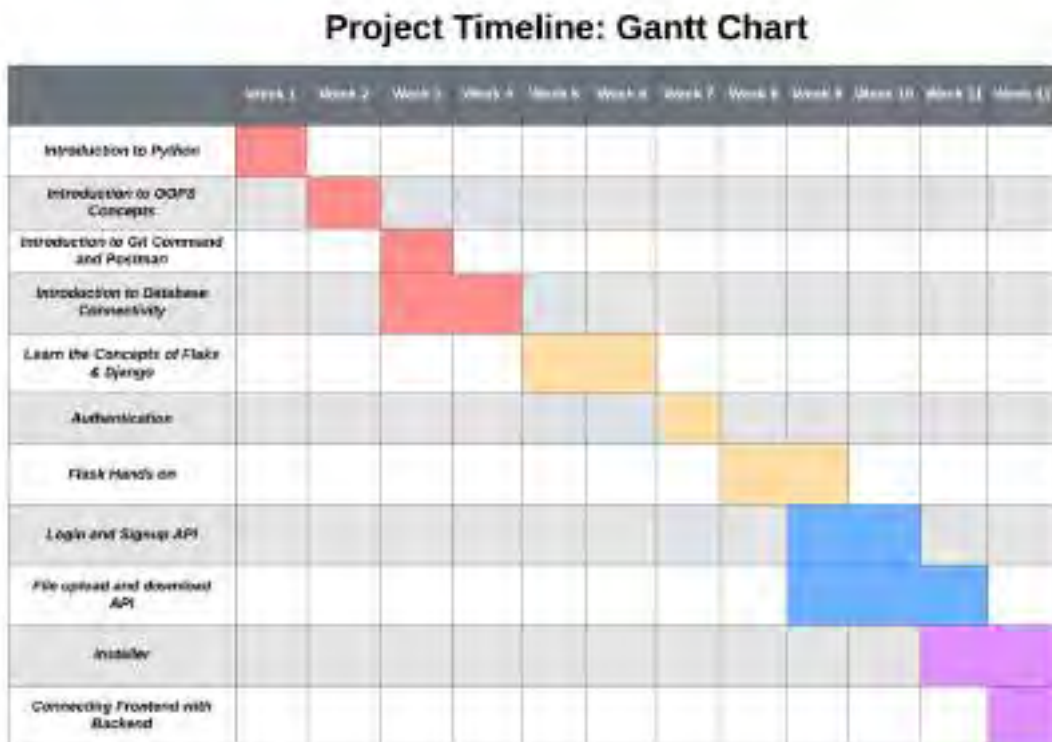 Project Timeline: Gantt Chart
Week 1 Week 2 Week 3 Week 4 Week 5 Week 6 Week 7 Week 8 Week 9 Week 10 Week 11 Week 12
Introduction to Python
Introduction to OOPS
Concepts
Introduction to Git Command
and Postman
Introduction to Database
Connectivity
Learn the Concepts of Flaks
& Django
Authentication
Flask Hands on
Login and Signup API
File upload and download
API
Installer
Connecting Frontend with
Backend